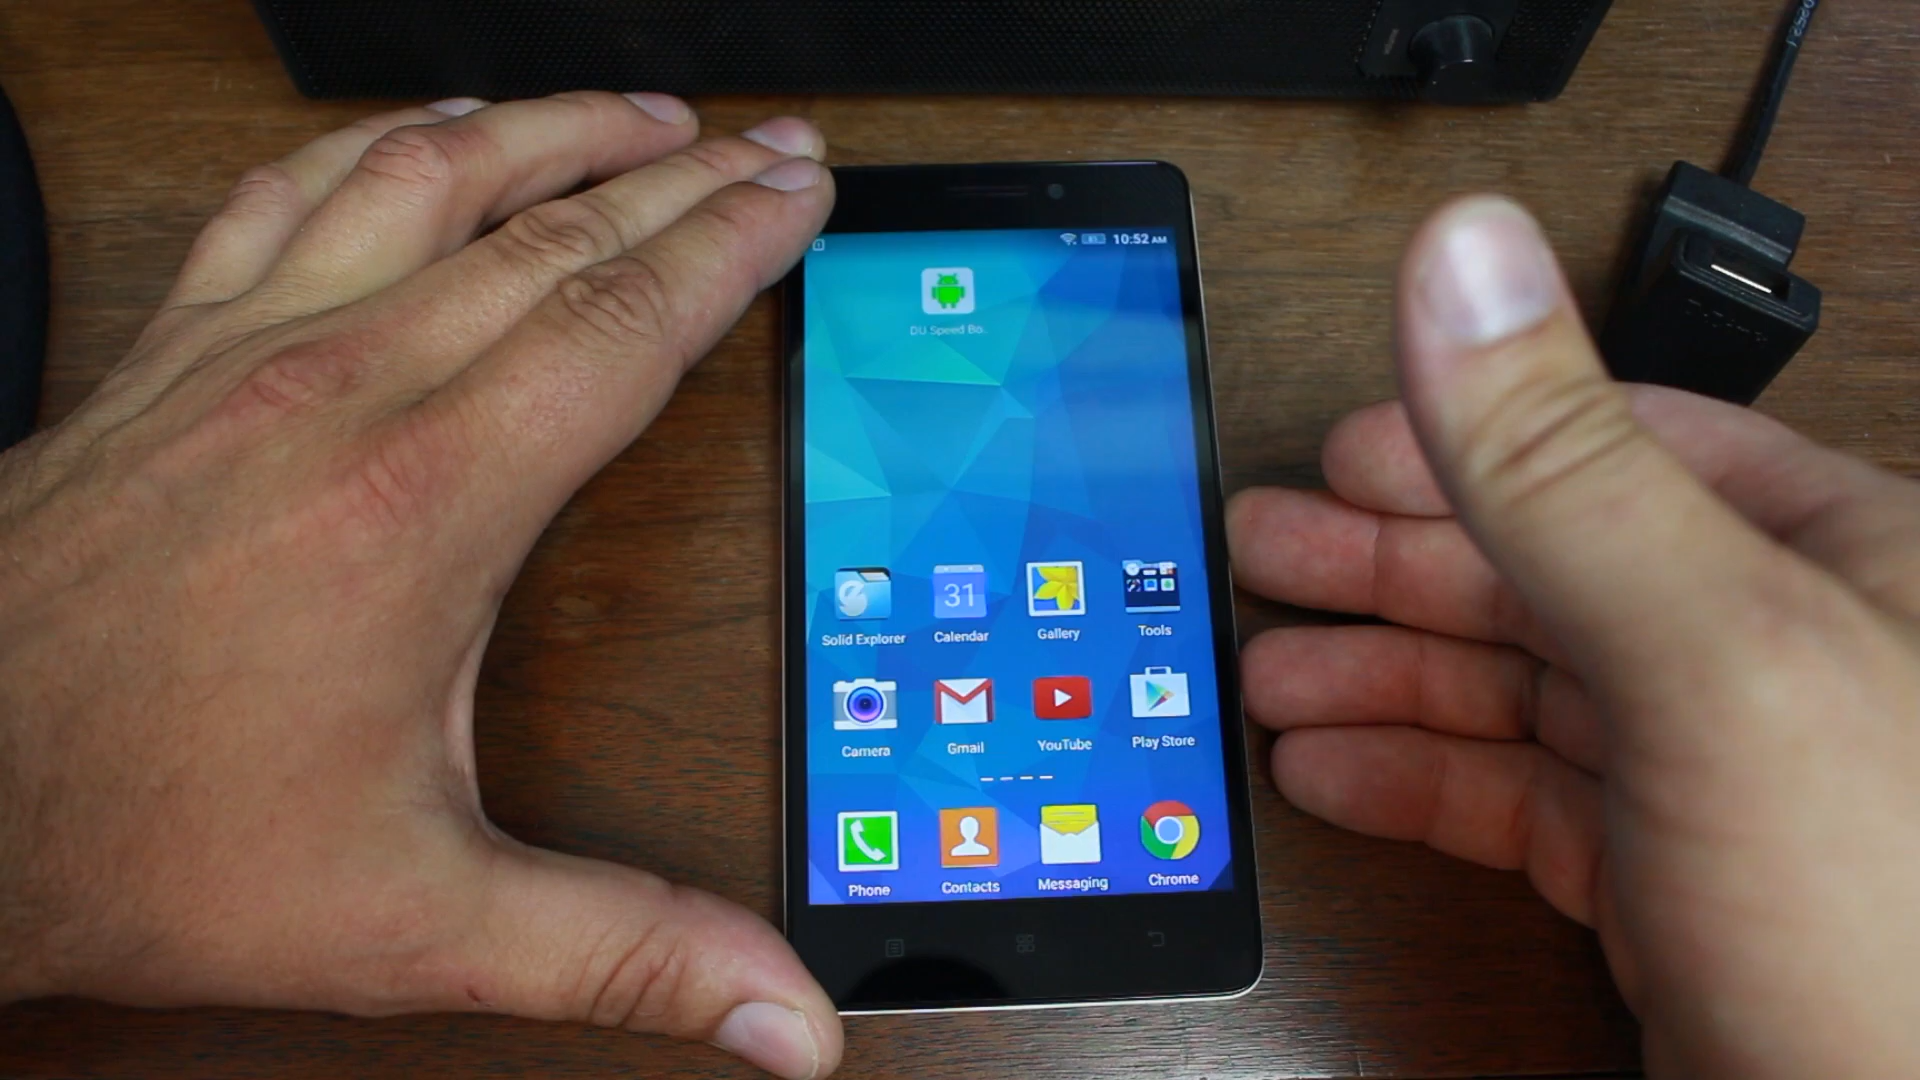 10:52 AM
DU Speed Bo..
31
Solid Explorer
Calendar
Gallery
Tools
Camera
Gmail
YouTube
Play Store
Phone
Contacts
Messaging
Chrome